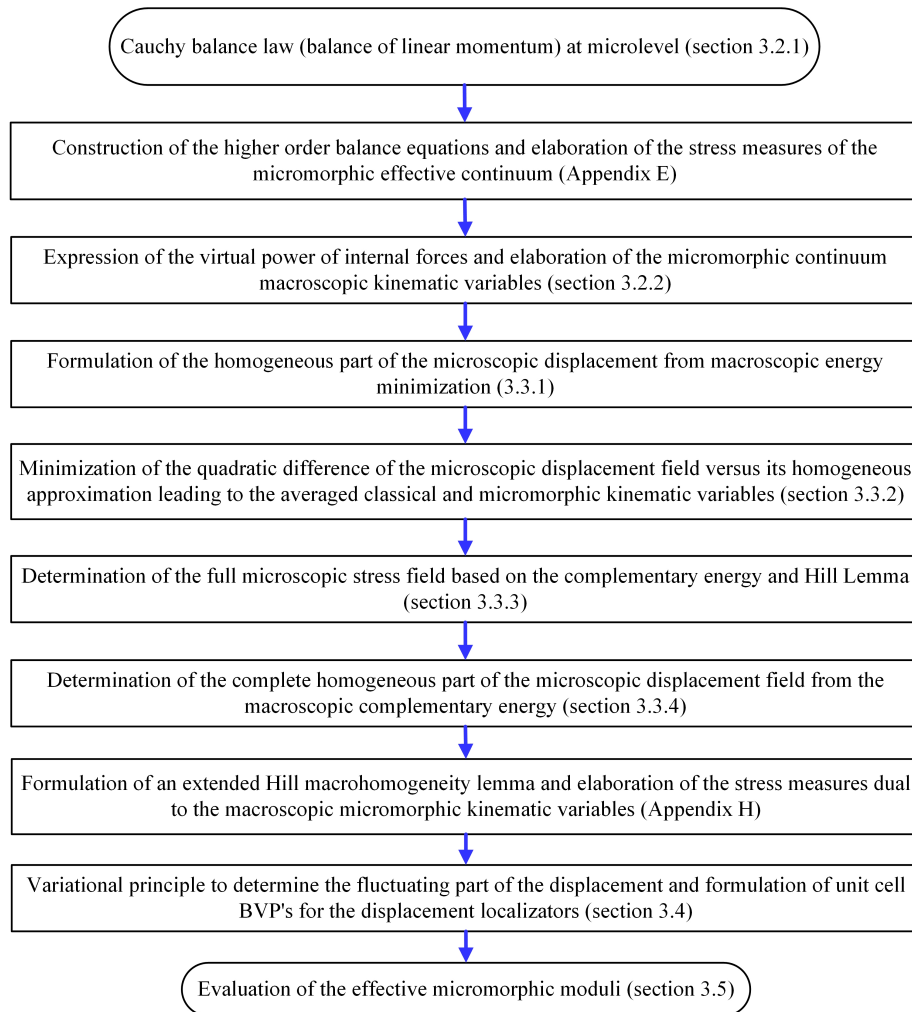 Cauchy balance law (balance of linear momentum) at microlevel (section 3.2.1)
Construction of the higher order balance equations and elaboration of the stress measures of the
micromorphic effective continuum (Appendix E)
Expression of the virtual power of internal forces and elaboration of the micromorphic continuum
macroscopic kinematic variables (section 3.2.2)
Formulation of the homogeneous part of the microscopic displacement from macroscopic energy
minimization (3.3.1)
Minimization of the quadratic difference of the microscopic displacement field versus its homogeneous
approximation leading to the averaged classical and micromorphic kinematic variables (section 3.3.2)
Determination of the full microscopic stress field based on the complementary energy and Hill Lemma
(section 3.3.3)
Determination of the complete homogeneous part of the microscopic displacement field from the
macroscopic complementary energy (section 3.3.4)
Formulation of an extended Hill macrohomogeneity lemma and elaboration of the stress measures dual
to the macroscopic micromorphic kinematic variables (Appendix H)
Variational principle to determine the fluctuating part of the displacement and formulation of unit cell
BVP's for the displacement localizators (section 3.4)
Evaluation of the effective micromorphic moduli (section 3.5)